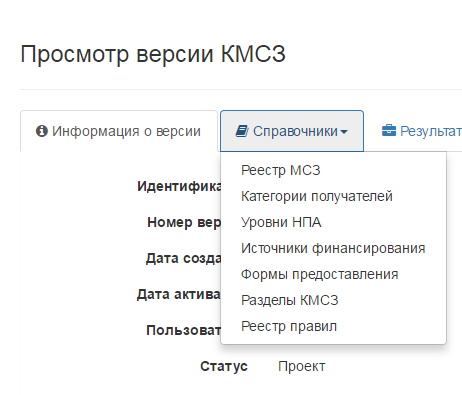 Просмотр версии КМСЗ
Информация о версии
Справочники
Результат
Реестр МСЗ
Категории получателей
Уровни НПА
Источники финансирования
Формы предоставления
Разделы КМСЗ
Реестр правил
Идентифика
Номер вер
Дата созда
Дата актива
Пользоват
Статус Проект